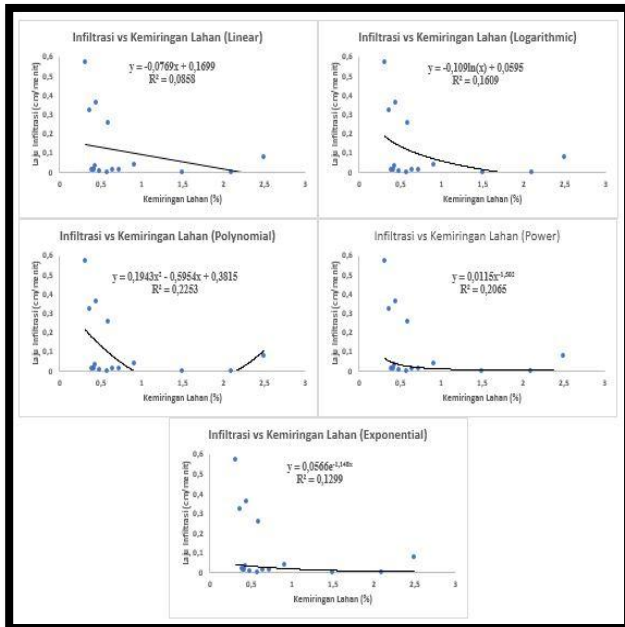 Infiltrasi vs Kemiringan Lahan (Linear)
y = -0,0769x + 0,1699
R² = 0,0858
Laju Infiltrasi (cm/menit)
0,6
0,5
0,4
0,3
0,2
0,1
0
0 0,5 1 1,5 2 2,5 3
Kemiringan Lahan (%)
Infiltrasi vs Kemiringan Lahan (Logarithmic)
y = -0,109ln(x) + 0,0595
R² = 0,1609
Laju Infiltrasi (cm/menit)
0,6
0,5
0,4
0,3
0,2
0,1
0
0 0,5 1 1,5 2 2,5 3
Kemiringan Lahan (%)
Infiltrasi vs Kemiringan Lahan (Polynomial)
y = 0,1943x² - 0,5954x + 0,3815
R² = 0,2253
Laju Infiltrasi (cm/menit)
0,6
0,5
0,4
0,3
0,2
0,1
0
0 0,5 1 1,5 2 2,5 3
Kemiringan Lahan (%)
Infiltrasi vs Kemiringan Lahan (Power)
y = 0,0115x
R² = 0,2065
Laju Infiltrasi (cm/menit)
0,6
0,5
0,4
0,3
0,2
0,1
0
0 0,5 1 1,5 2 2,5 3
Kemiringan Lahan (%)
Infiltrasi vs Kemiringan Lahan (Exponential)
y = 0,0566e
R² = 0,1299
Laju Infiltrasi (cm/menit)
0,6
0,5
0,4
0,3
0,2
0,1
0
0 0,5 1 1,5 2 2,5 3
Kemiringan Lahan (%)